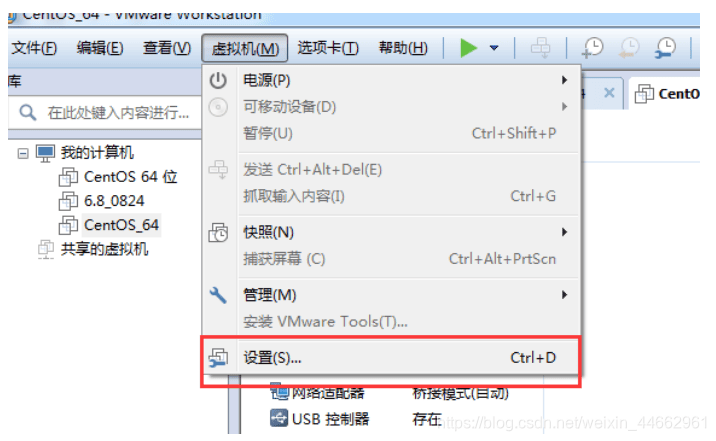 CentOS_64 - VMware Workstation
文件(F) 编辑(E) 查看(V) 虚拟机(M) 选项卡(T) 帮助(H)
库
在此处键入内容进行...
我的计算机
CentOS 64 位
6.8_0824
CentOS_64
共享的虚拟机
CentO
电源(P)
可移动设备(D)
暂停(U) Ctrl+Shift+P
发送 Ctrl+Alt+Del(E)
抓取输入内容(I) Ctrl+G
快照(N)
捕获屏幕 (C) Ctrl+Alt+PrtScn
管理(M)
安装 VMware Tools(T)...
设置(S)... Ctrl+D
网络适配器 桥接模式(自动)
USB 控制器 存在
https://blog.csdn.net/weixin_44662961